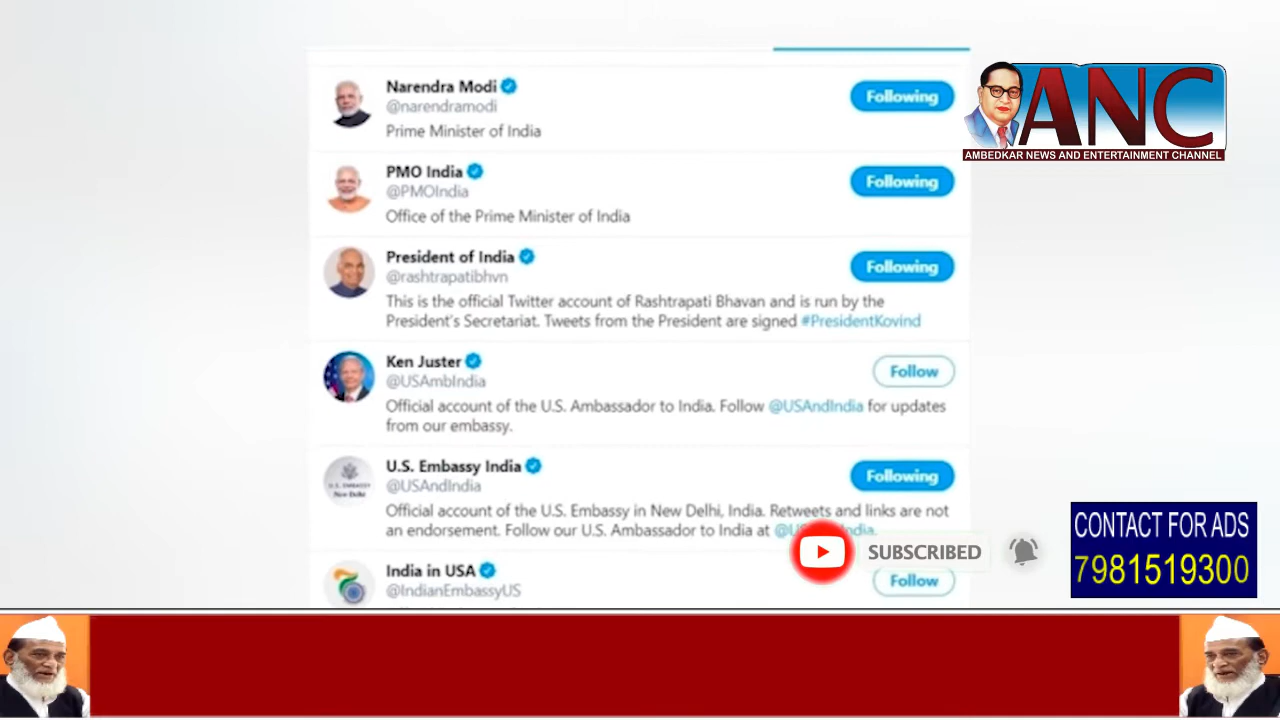 Narendra Modi
@narendramodi
Following
Prime Minister of India
PMO India
@PMOIndia
Following
Office of the Prime Minister of India
President of India
@rashtrapatibhvn
Following
This is the official Twitter account of Rashtrapati Bhavan and is run by the
President's Secretariat. Tweets from the President are signed #PresidentKovind
Ken Juster
@USAmbIndia
Follow
Official account of the U.S. Ambassador to India. Follow @USAndIndia for updates
from our embassy.
U.S. Embassy India
@USAndIndia
Following
U.S. EMBASSY
New Delhi
Official account of the U.S. Embassy in New Delhi, India. Retweets and links are not
an endorsement. Follow our U.S. Ambassador to India at
India in USA
@IndianEmbassyUS
Follow
ANC
AMBEDKAR NEWS AND ENTERTAINMENT CHANNEL
SUBSCRIBED
CONTACT FOR ADS
7981519300